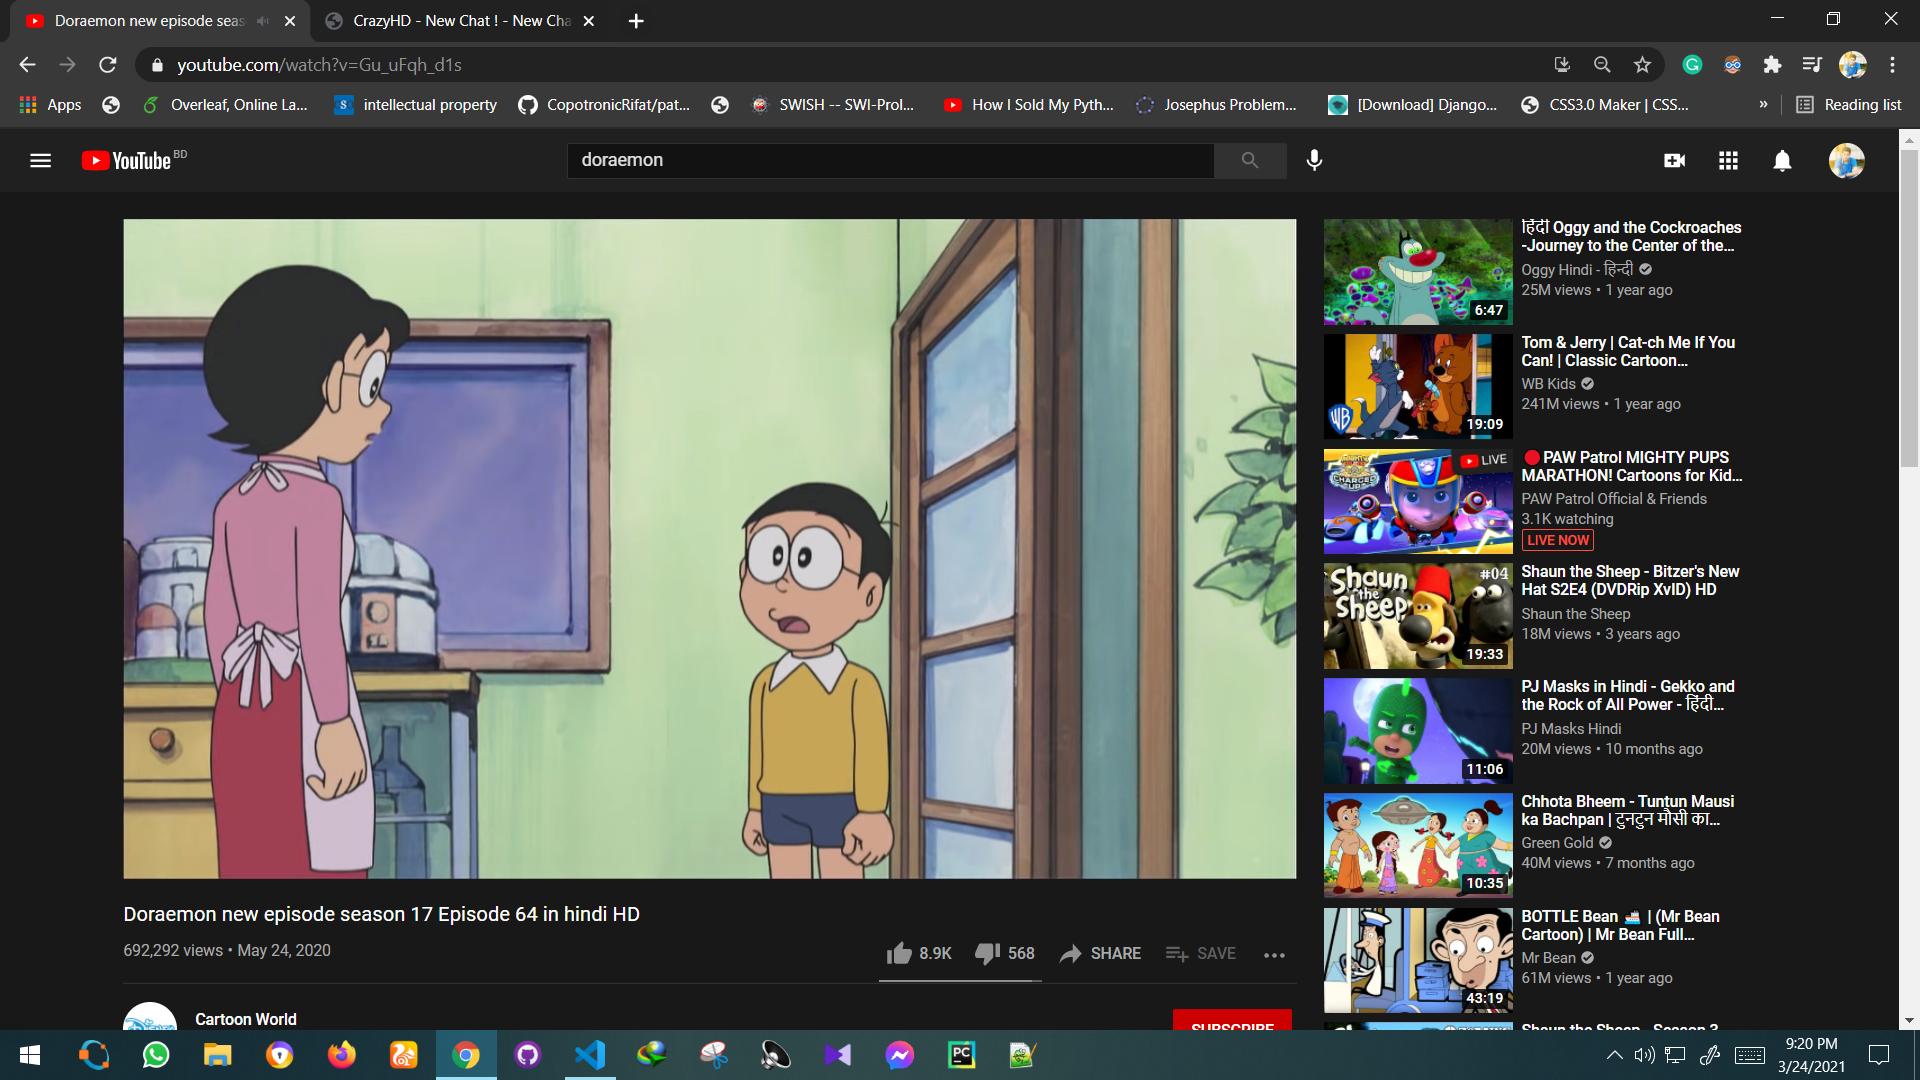 Doraemon new episode seas
CrazyHD - New Chat ! - New Cha
youtube.com/watch?v=Gu_uFqh_d1s
Apps
Overleaf, Online La...
intellectual property
CopotronicRifat/pat...
SWISH -- SWI-Prol...
How I Sold My Pyth...
Josephus Problem...
[Download] Django...
CSS3.0 Maker | CSS...
»
Reading list
YouTube BD
doraemon
हिंदी Oggy and the Cockroaches
-Journey to the Center of the...
Oggy Hindi - हिन्दी
25M views • 1 year ago
6:47
Tom & Jerry | Cat-ch Me If You
Can! | Classic Cartoon...
WB Kids
241M views • 1 year ago
WB
19:09
LIVE
CHARGED UP
PAW Patrol MIGHTY PUPS
MARATHON! Cartoons for Kid...
PAW Patrol Official & Friends
3.1K watching
LIVE NOW
Shaun the Sheep
#04
19:33
Shaun the Sheep - Bitzer's New
Hat S2E4 (DVDRip XvID) HD
Shaun the Sheep
18M views • 3 years ago
PJ Masks in Hindi - Gekko and
the Rock of All Power - हिंदी...
PJ Masks Hindi
20M views • 10 months ago
11:06
Chhota Bheem - Tuntun Mausi
ka Bachpan | टुनटुन मौसी का...
Green Gold
40M views • 7 months ago
10:35
BOTTLE Bean | (Mr Bean
Cartoon) | Mr Bean Full...
Mr Bean
61M views • 1 year ago
43:19
Shaun the Sheep - Season 3
Doraemon new episode season 17 Episode 64 in hindi HD
692,292 views • May 24, 2020
8.9K
568
SHARE
SAVE
Cartoon World
SUBSCRIBE
PC
9:20 PM
3/24/2021